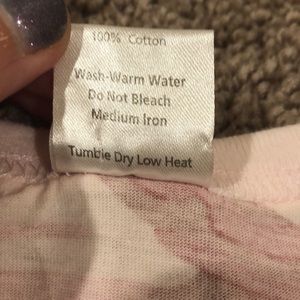 100% Cotton
Wash-Warm Water
Do Not Bleach
Medium Iron
Tumble Dry Low Heat